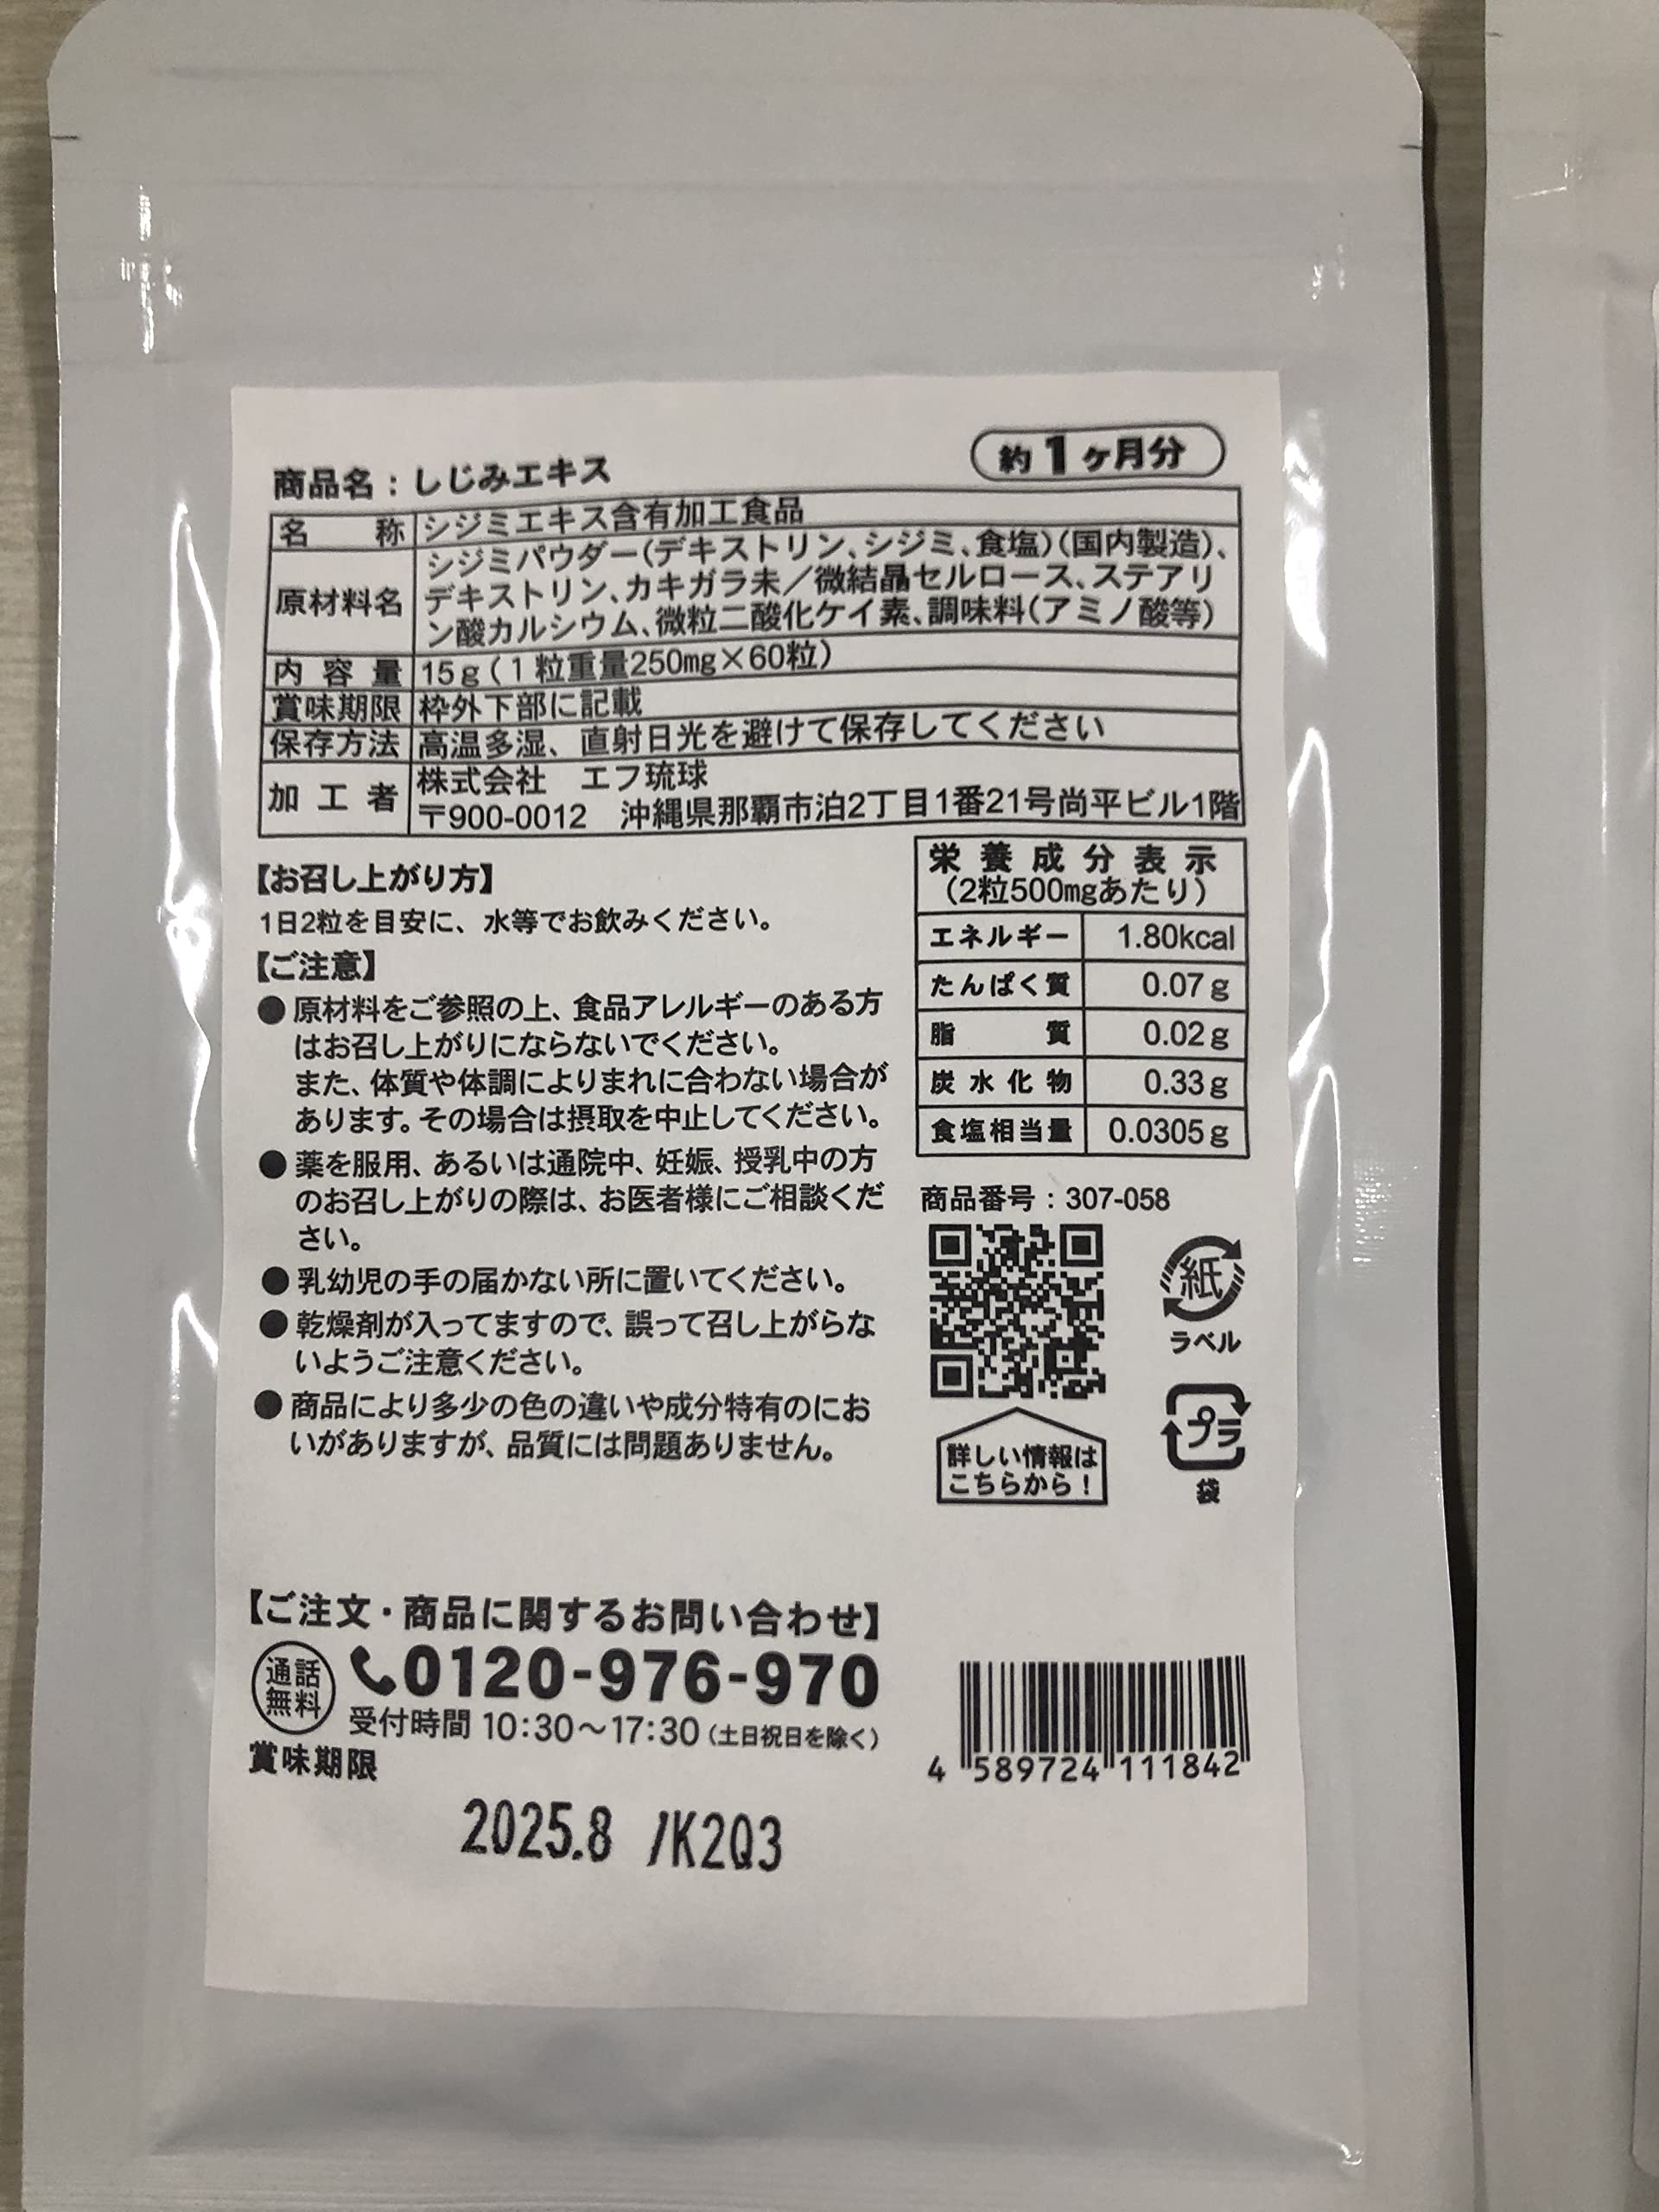 商品名：しじみエキス
約1ヶ月分
名称 シジミエキス含有加工食品
原材料名 シジミパウダー(デキストリン、シジミ、食塩)(国内製造)、
デキストリン、カキガラ末／微結晶セルロース、ステアリ
ン酸カルシウム、微粒二酸化ケイ素、調味料(アミノ酸等)
内容量 15g(1粒重量250mg×60粒)
賞味期限 枠外下部に記載
保存方法 高温多湿、直射日光を避けて保存してください
加工者 株式会社　エフ琉球
〒900-0012　沖縄県那覇市泊2丁目1番21号尚平ビル1階
【お召し上がり方】
1日2粒を目安に、水等でお飲みください。
【ご注意】
●原材料をご参照の上、食品アレルギーのある方
はお召し上がりにならないでください。
また、体質や体調によりまれに合わない場合が
あります。その場合は摂取を中止してください。
●薬を服用、あるいは通院中、妊娠、授乳中の方
のお召し上がりの際は、お医者様にご相談くだ
さい。
●乳幼児の手の届かない所に置いてください。
●乾燥剤が入ってますので、誤って召し上がらな
いようご注意ください。
●商品により多少の色の違いや成分特有のにお
いがありますが、品質には問題ありません。
栄養成分表示
(2粒500mgあたり)
エネルギー 1.80kcal
たんぱく質 0.07g
脂質 0.02g
炭水化物 0.33g
食塩相当量 0.0305g
商品番号：307-058
紙
ラベル
プラ
袋
詳しい情報は
こちらから！
【ご注文・商品に関するお問い合わせ】
通話
無料
0120-976-970
受付時間 10:30～17:30(土日祝日を除く)
賞味期限
2025.8 /K2Q3
4 589724 111842